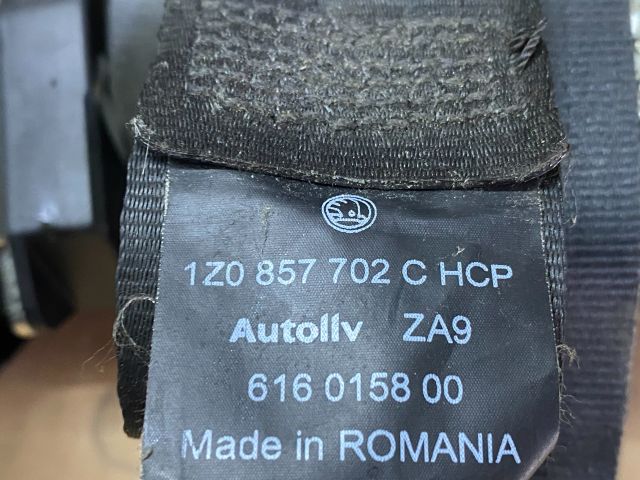 1Z0 857 702 C HCP
Autoliv ZA9
616 0158 00
Made in ROMANIA